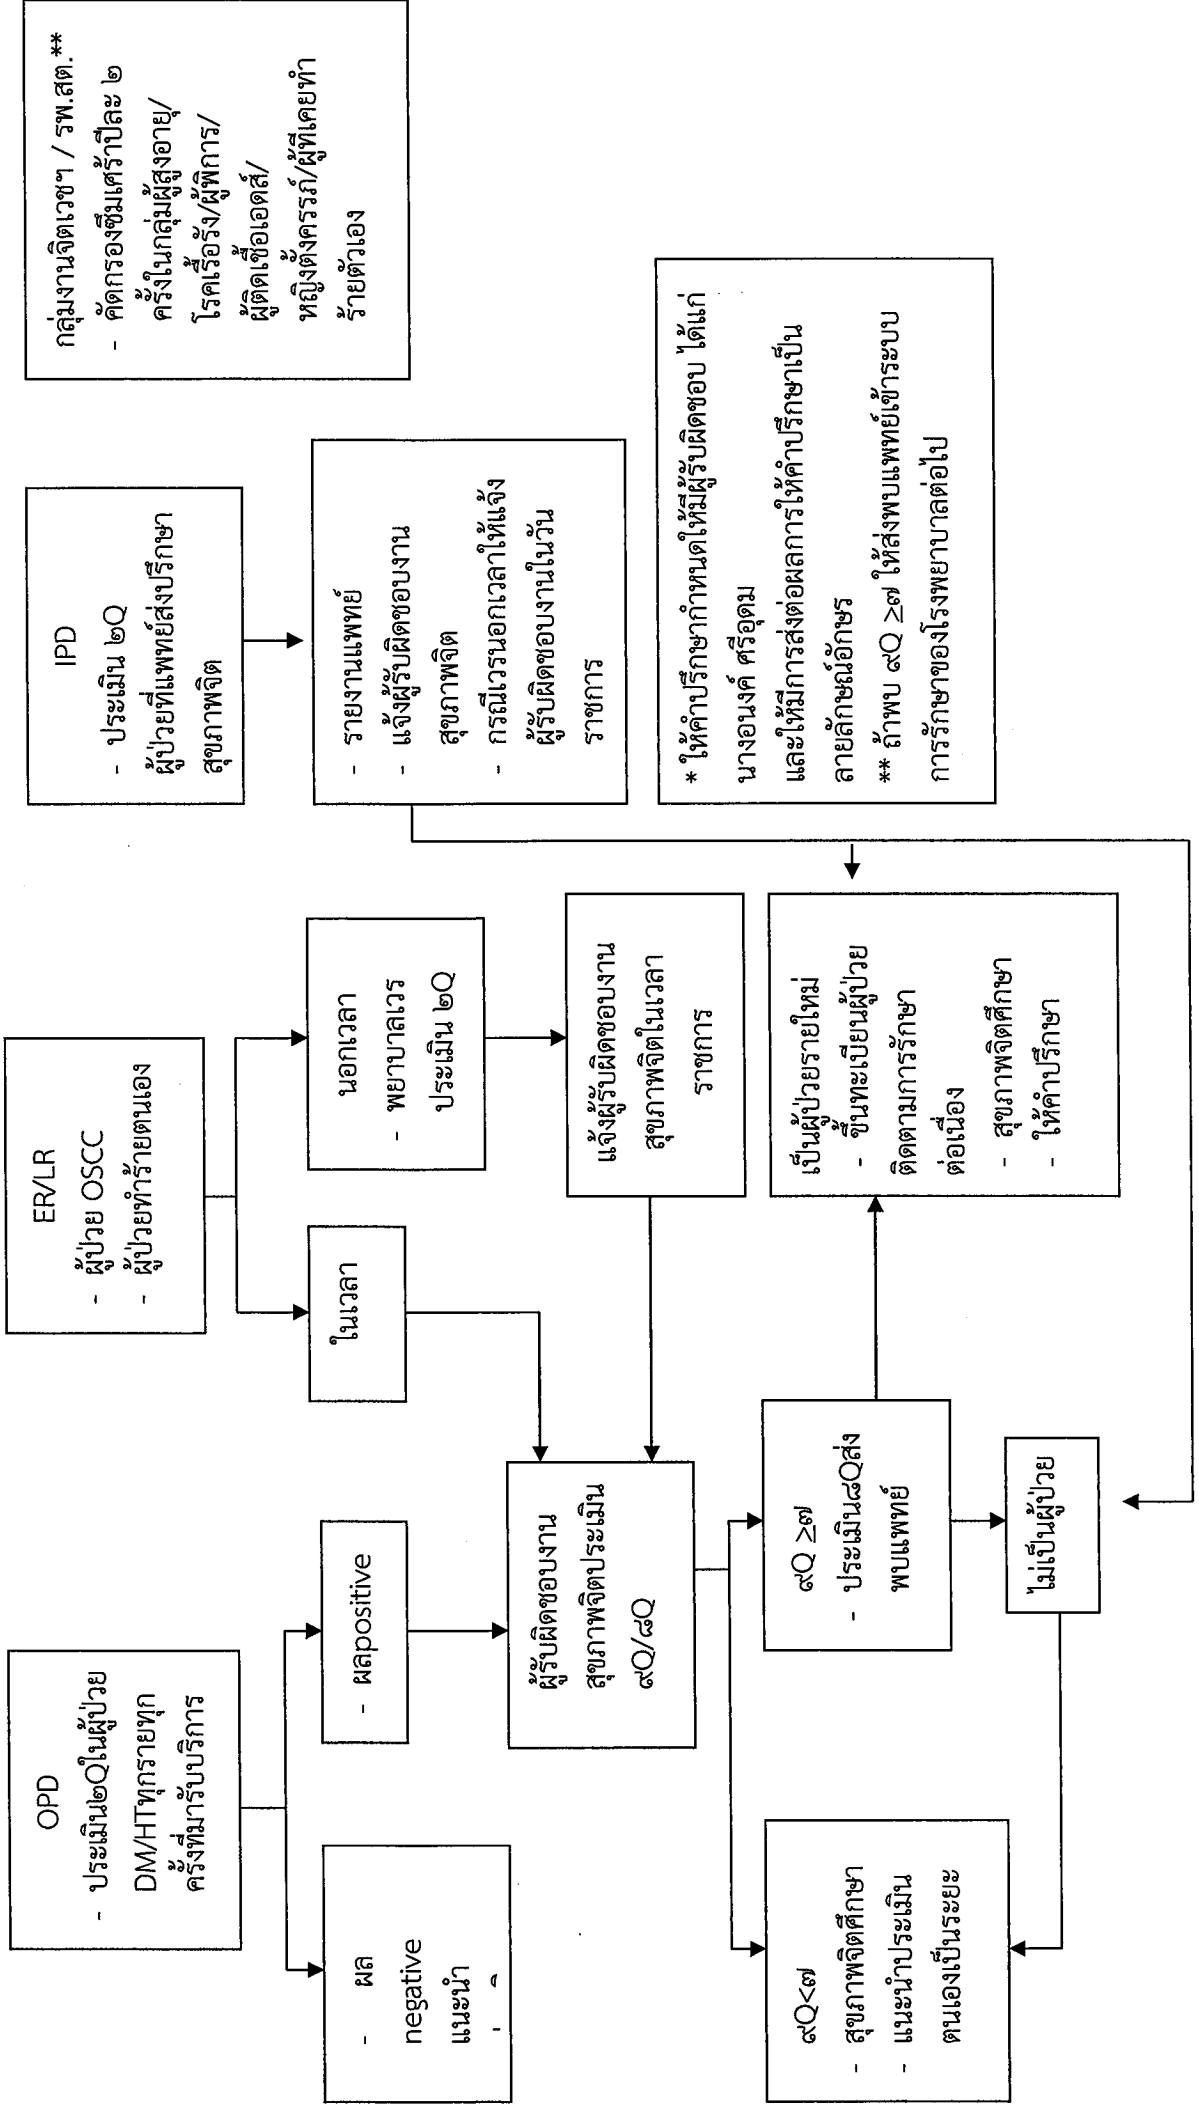 OPD
- ประเมิน๒Qในผู้ป่วย
DM/HTทุกรายทุก
ครั้งที่มารับบริการ
- ผล
negative
แนะนำ
- ผลpositive
ER/LR
- ผู้ป่วย OSCC
- ผู้ป่วยทำร้ายตนเอง
ในเวลา
นอกเวลา
- พยาบาลเวร
ประเมิน ๒Q
แจ้งผู้รับผิดชอบงาน
สุขภาพจิตในเวลา
ราชการ
IPD
- ประเมิน ๒Q
ผู้ป่วยที่แพทย์ส่งปรึกษา
สุขภาพจิต
- รายงานแพทย์
- แจ้งผู้รับผิดชอบงาน
สุขภาพจิต
- กรณีเวรนอกเวลาให้แจ้ง
ผู้รับผิดชอบงานในวัน
ราชการ
กลุ่มงานจิตเวชฯ / รพ.สต.**
- คัดกรองซึมเศร้าปีละ ๒
ครั้งในกลุ่มผู้สูงอายุ/
โรคเรื้อรัง/ผู้พิการ/
ผู้ติดเชื้อเอดส์/
หญิงตั้งครรภ์/ผู้ที่เคยทำ
ร้ายตัวเอง
ผู้รับผิดชอบงาน
สุขภาพจิตประเมิน
๙Q/๘Q
๙Q<๗
- สุขภาพจิตศึกษา
- แนะนำประเมิน
ตนเองเป็นระยะ
๙Q ≥๗
- ประเมิน๘Qส่ง
พบแพทย์
ไม่เป็นผู้ป่วย
เป็นผู้ป่วยรายใหม่
- ขึ้นทะเบียนผู้ป่วย
ติดตามการรักษา
ต่อเนื่อง
- สุขภาพจิตศึกษา
- ให้คำปรึกษา
* ให้คำปรึกษากำหนดให้มีผู้รับผิดชอบ ได้แก่
นางอนงค์ ศรีอุดม
และให้มีการส่งต่อผลการให้คำปรึกษาเป็น
ลายลักษณ์อักษร
** ถ้าพบ ๙Q ≥๗ ให้ส่งพบแพทย์เข้าระบบ
การรักษาของโรงพยาบาลต่อไป